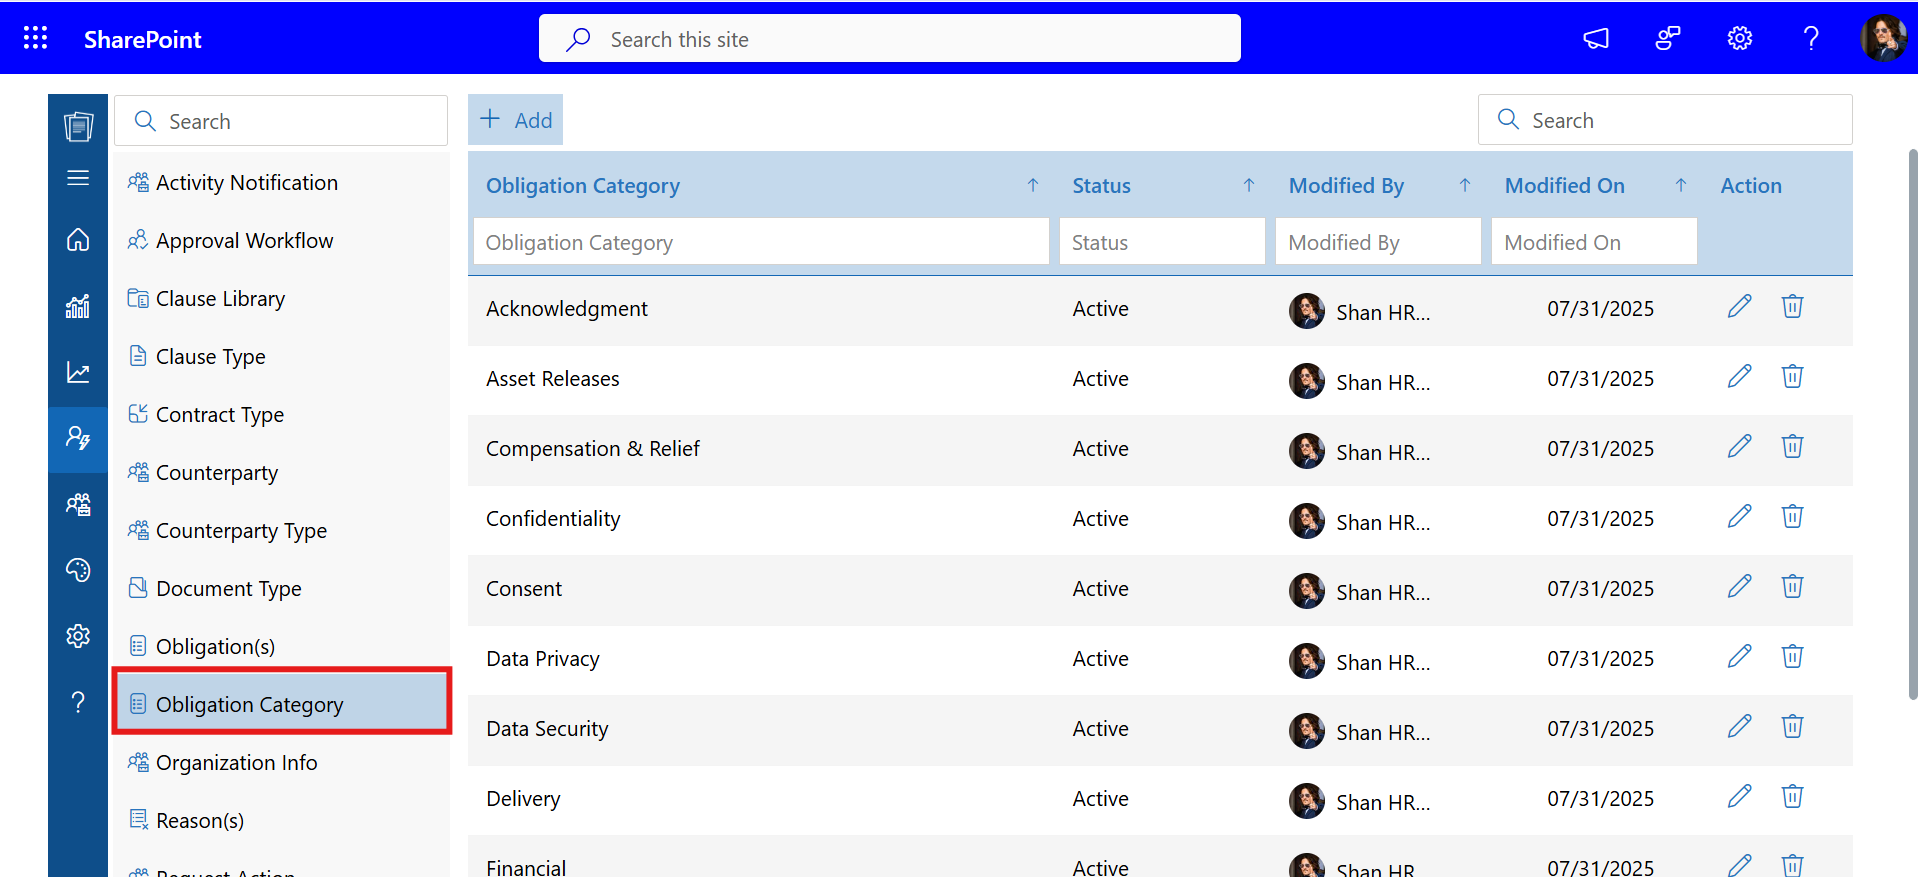 SharePoint
Search this site
Search
Activity Notification
Approval Workflow
Clause Library
Clause Type
Contract Type
Counterparty
Counterparty Type
Document Type
Obligation(s)
Obligation Category
Organization Info
Reason(s)
Request Action
Add
Search
Obligation Category Status Modified By Modified On Action
Obligation Category Status Modified By Modified On
Acknowledgment Active Shan HR... 07/31/2025
Asset Releases Active Shan HR... 07/31/2025
Compensation & Relief Active Shan HR... 07/31/2025
Confidentiality Active Shan HR... 07/31/2025
Consent Active Shan HR... 07/31/2025
Data Privacy Active Shan HR... 07/31/2025
Data Security Active Shan HR... 07/31/2025
Delivery Active Shan HR... 07/31/2025
Financial Active Shan HR... 07/31/2025